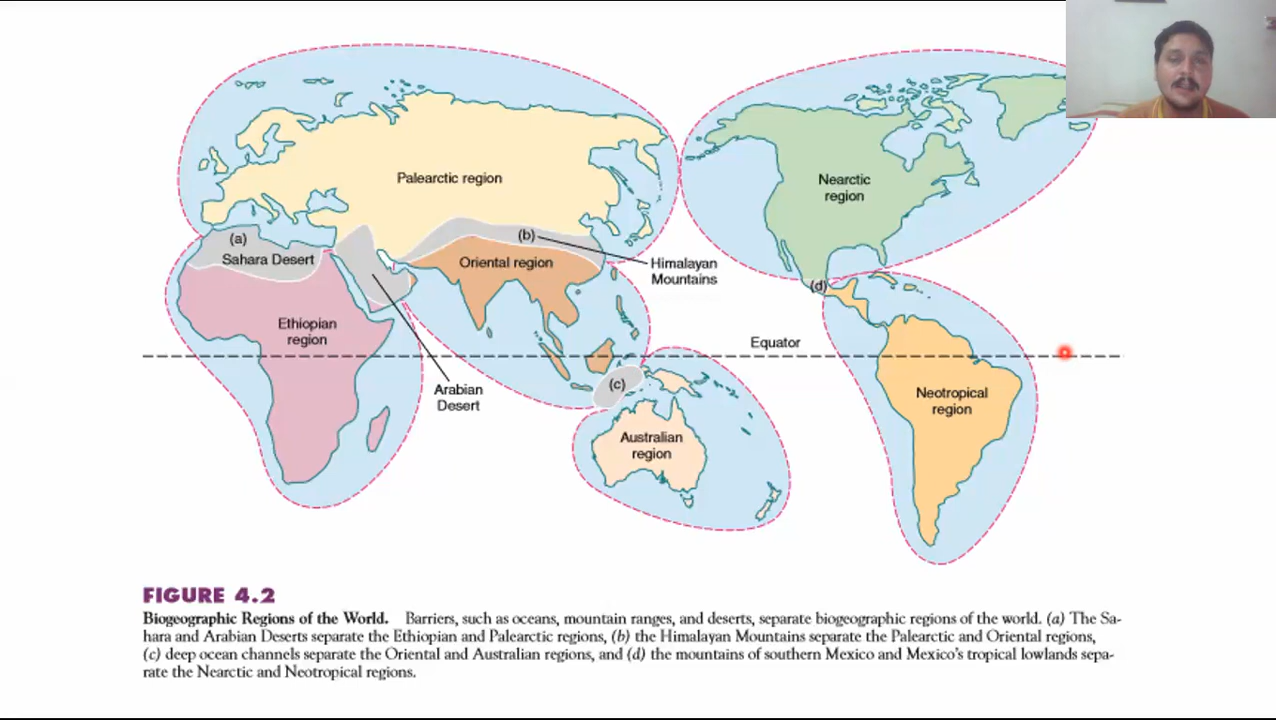 Palearctic region
Nearctic
region
(a)
Sahara Desert
(b)
Oriental region
Himalayan
Mountains
(d)
Ethiopian
region
Equator
(c)
Arabian
Desert
Neotropical
region
Australian
region
FIGURE 4.2
Biogeographic Regions of the World. Barriers, such as oceans, mountain ranges, and deserts, separate biogeographic regions of the world. (a) The Sa-
hara and Arabian Deserts separate the Ethiopian and Palearctic regions, (b) the Himalayan Mountains separate the Palearctic and Oriental regions,
(c) deep ocean channels separate the Oriental and Australian regions, and (d) the mountains of southern Mexico and Mexico's tropical lowlands sepa-
rate the Nearctic and Neotropical regions.